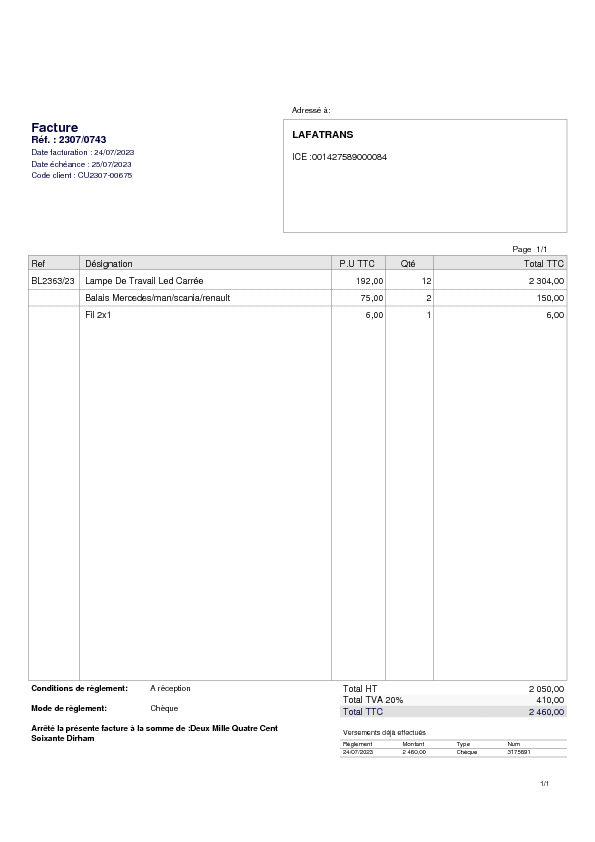 Adressé à:
Facture
Réf. : 2307/0743
Date facturation : 24/07/2023
Date échéance : 25/07/2023
Code client : CU2307-00675
LAFATRANS
ICE :001427589000084
Page 1/1
Ref Désignation P.U TTC Qté Total TTC
BL2363/23 Lampe De Travail Led Carrée 192,00 12 2 304,00
Balais Mercedes/man/scania/renault 75,00 2 150,00
Fil 2x1 6,00 1 6,00
Conditions de règlement: A réception
Mode de règlement: Chèque
Arrêté la présente facture à la somme de :Deux Mille Quatre Cent
Soixante Dirham
Total HT 2 050,00
Total TVA 20% 410,00
Total TTC 2 460,00
Versements déjà effectués
Règlement Montant Type Num
24/07/2023 2 460,00 Chèque 3175691
1/1